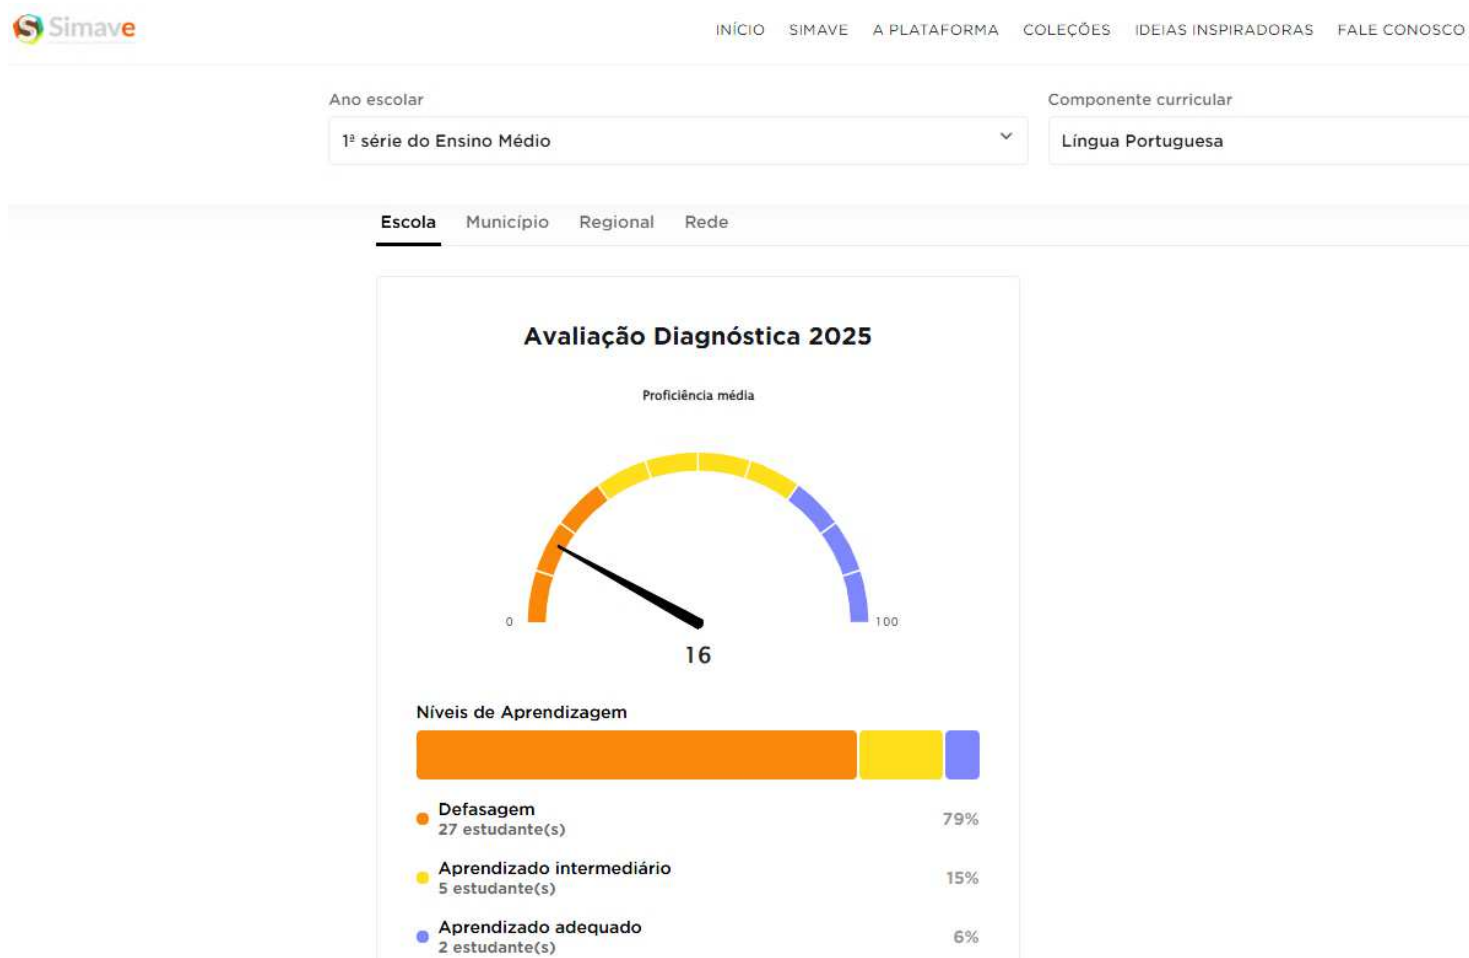 Simave
INÍCIO SIMAVE A PLATAFORMA COLEÇÕES IDEIAS INSPIRADORAS FALE CONOSCO
Ano escolar
Componente curricular
1ª série do Ensino Médio
Língua Portuguesa
Escola Município Regional Rede
Avaliação Diagnóstica 2025
Proficiência média
0
100
16
Níveis de Aprendizagem
Defasagem
27 estudante(s)
79%
Aprendizado intermediário
5 estudante(s)
15%
Aprendizado adequado
2 estudante(s)
6%